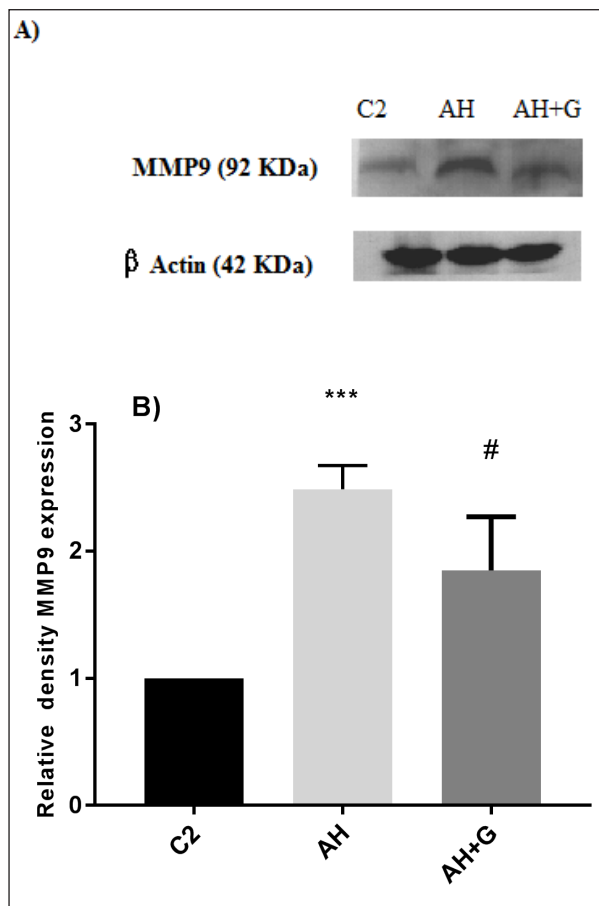 A)
C2 AH AH+G
MMP9 (92 KDa)
β Actin (42 KDa)
B)
***
#
Relative density MMP9 expression
3
2
1
0
C2 AH AH+G